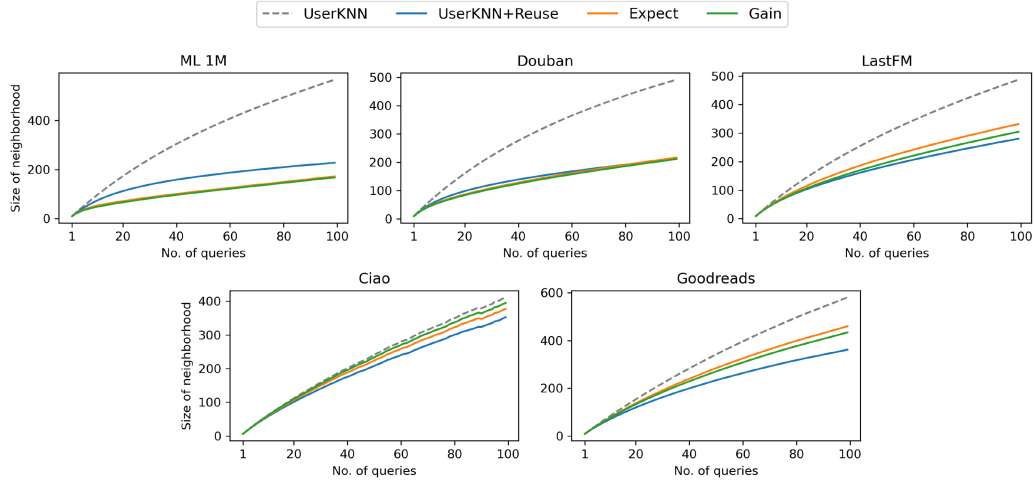 UserKNN UserKNN+Reuse Expect Gain
ML 1M
Douban
LastFM
Size of neighborhood
400
200
0
1 20 40 60 80 100
No. of queries
500
400
300
200
100
0
1 20 40 60 80 100
No. of queries
500
400
300
200
100
0
1 20 40 60 80 100
No. of queries
Ciao
Goodreads
Size of neighborhood
400
300
200
100
0
1 20 40 60 80 100
No. of queries
600
400
200
0
1 20 40 60 80 100
No. of queries